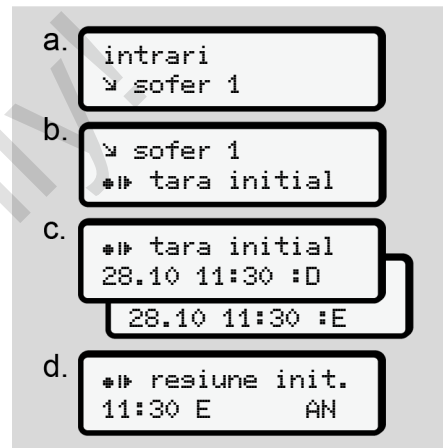 a.
intrari
↘ sofer 1
b.
↘ sofer 1
●I▶ tara initial
c.
●I▶ tara initial
28.10 11:30 :D
28.10 11:30 :E
d.
●I▶ regiune init.
11:30 E AN